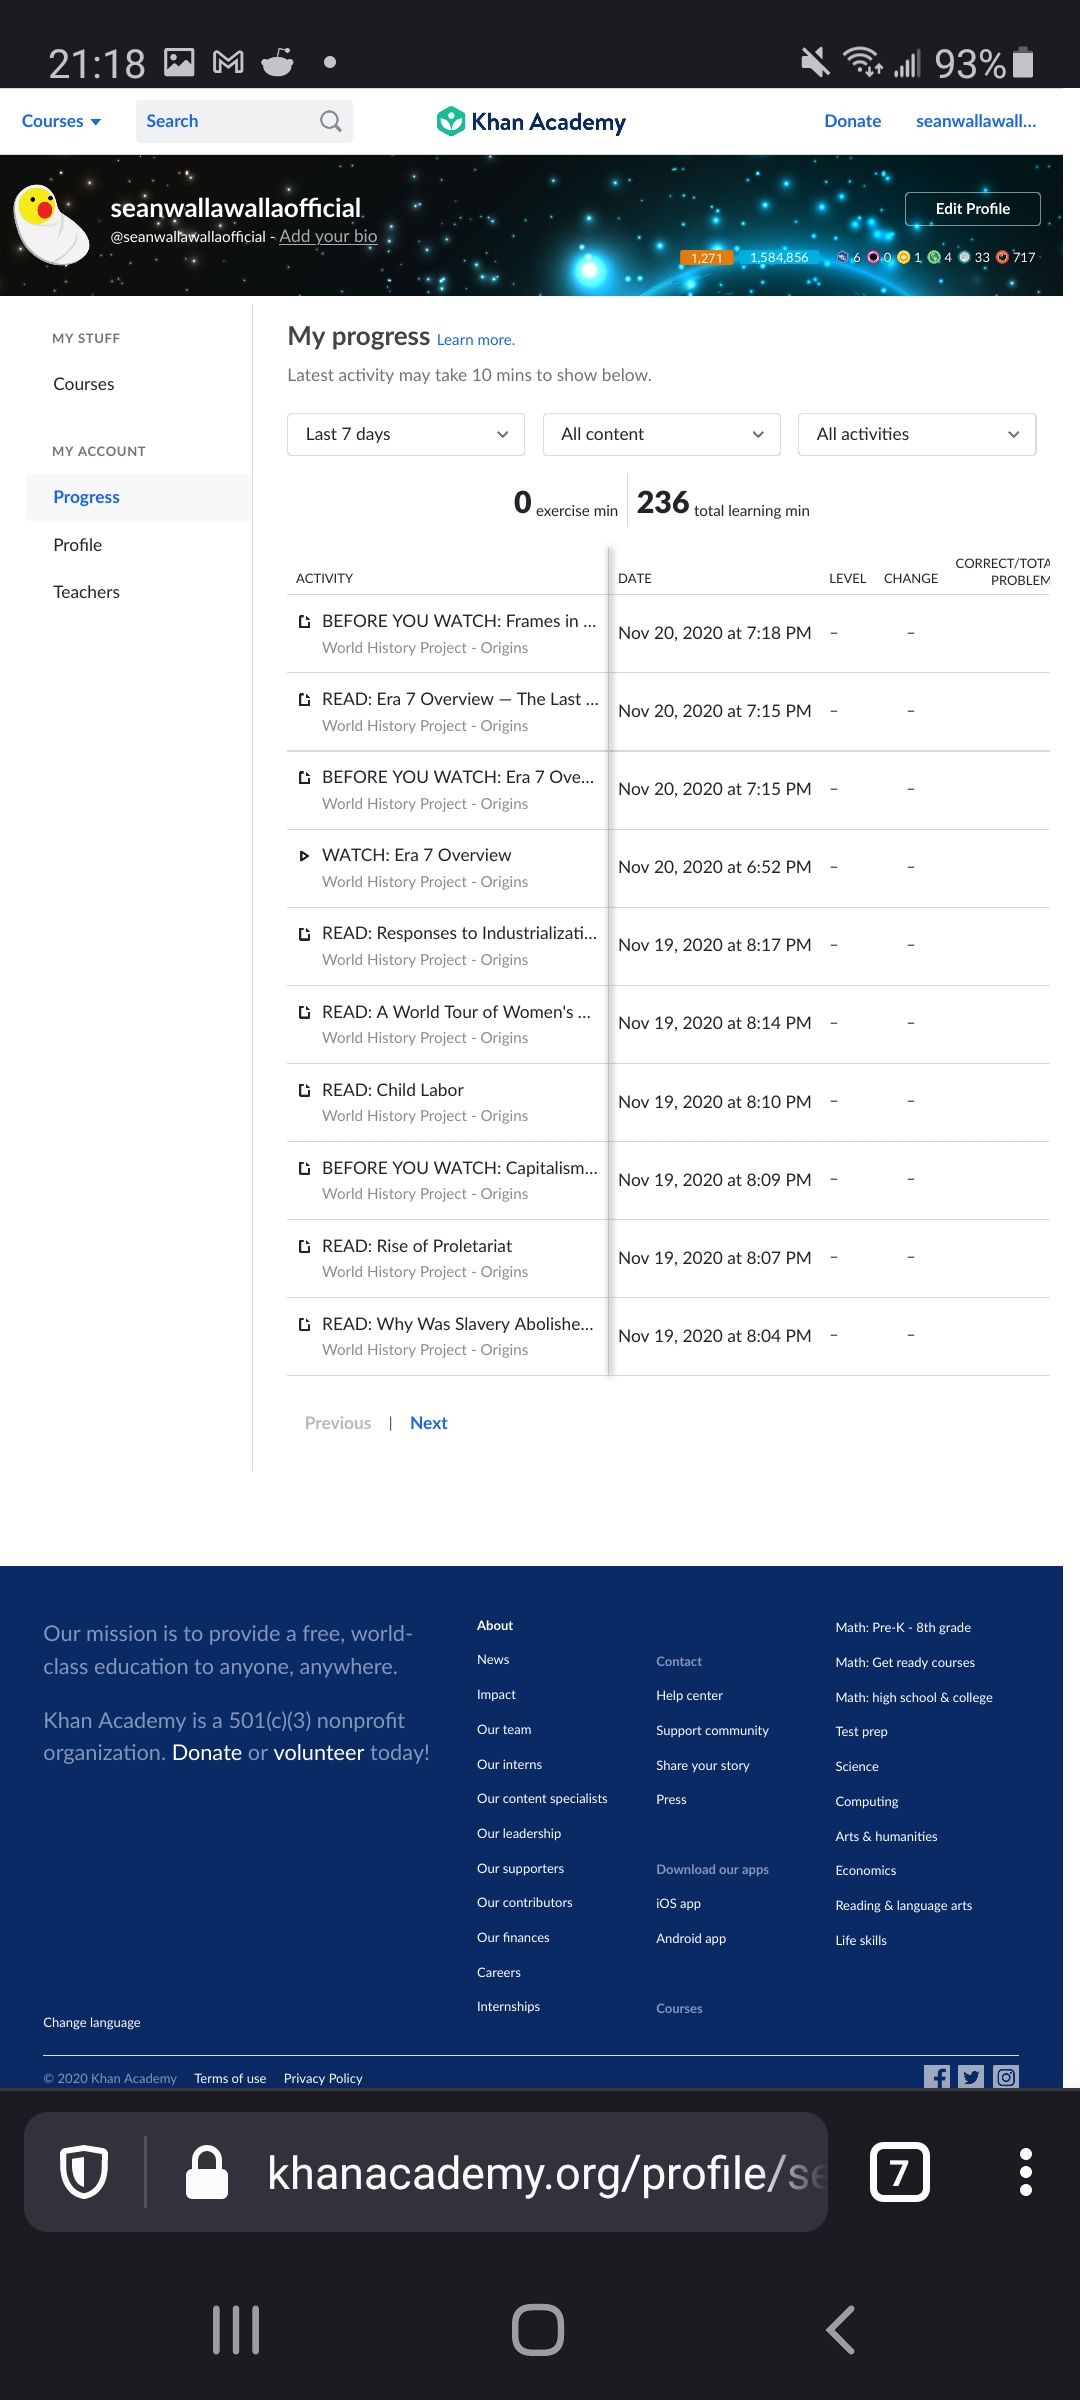 21:18 93%
Courses Search Khan Academy Donate seanwallawall...
seanwallawallaofficial
@seanwallawallaofficial - Add your bio
Edit Profile
1,271 1,584,856 6 0 1 4 33 717
MY STUFF
Courses
MY ACCOUNT
Progress
Profile
Teachers
My progress Learn more.
Latest activity may take 10 mins to show below.
Last 7 days All content All activities
0 exercise min 236 total learning min
ACTIVITY DATE LEVEL CHANGE CORRECT/TOTA
PROBLEM
BEFORE YOU WATCH: Frames in ...
World History Project - Origins
Nov 20, 2020 at 7:18 PM – –
READ: Era 7 Overview — The Last ...
World History Project - Origins
Nov 20, 2020 at 7:15 PM – –
BEFORE YOU WATCH: Era 7 Ove...
World History Project - Origins
Nov 20, 2020 at 7:15 PM – –
WATCH: Era 7 Overview
World History Project - Origins
Nov 20, 2020 at 6:52 PM – –
READ: Responses to Industrializati...
World History Project - Origins
Nov 19, 2020 at 8:17 PM – –
READ: A World Tour of Women's ...
World History Project - Origins
Nov 19, 2020 at 8:14 PM – –
READ: Child Labor
World History Project - Origins
Nov 19, 2020 at 8:10 PM – –
BEFORE YOU WATCH: Capitalism...
World History Project - Origins
Nov 19, 2020 at 8:09 PM – –
READ: Rise of Proletariat
World History Project - Origins
Nov 19, 2020 at 8:07 PM – –
READ: Why Was Slavery Abolishe...
World History Project - Origins
Nov 19, 2020 at 8:04 PM – –
Previous | Next
Our mission is to provide a free, world-
class education to anyone, anywhere.
Khan Academy is a 501(c)(3) nonprofit
organization. Donate or volunteer today!
Change language
About
News
Impact
Our team
Our interns
Our content specialists
Our leadership
Our supporters
Our contributors
Our finances
Careers
Internships
Contact
Help center
Support community
Share your story
Press
Download our apps
iOS app
Android app
Courses
Math: Pre-K - 8th grade
Math: Get ready courses
Math: high school & college
Test prep
Science
Computing
Arts & humanities
Economics
Reading & language arts
Life skills
© 2020 Khan Academy Terms of use Privacy Policy
khanacademy.org/profile/se
7